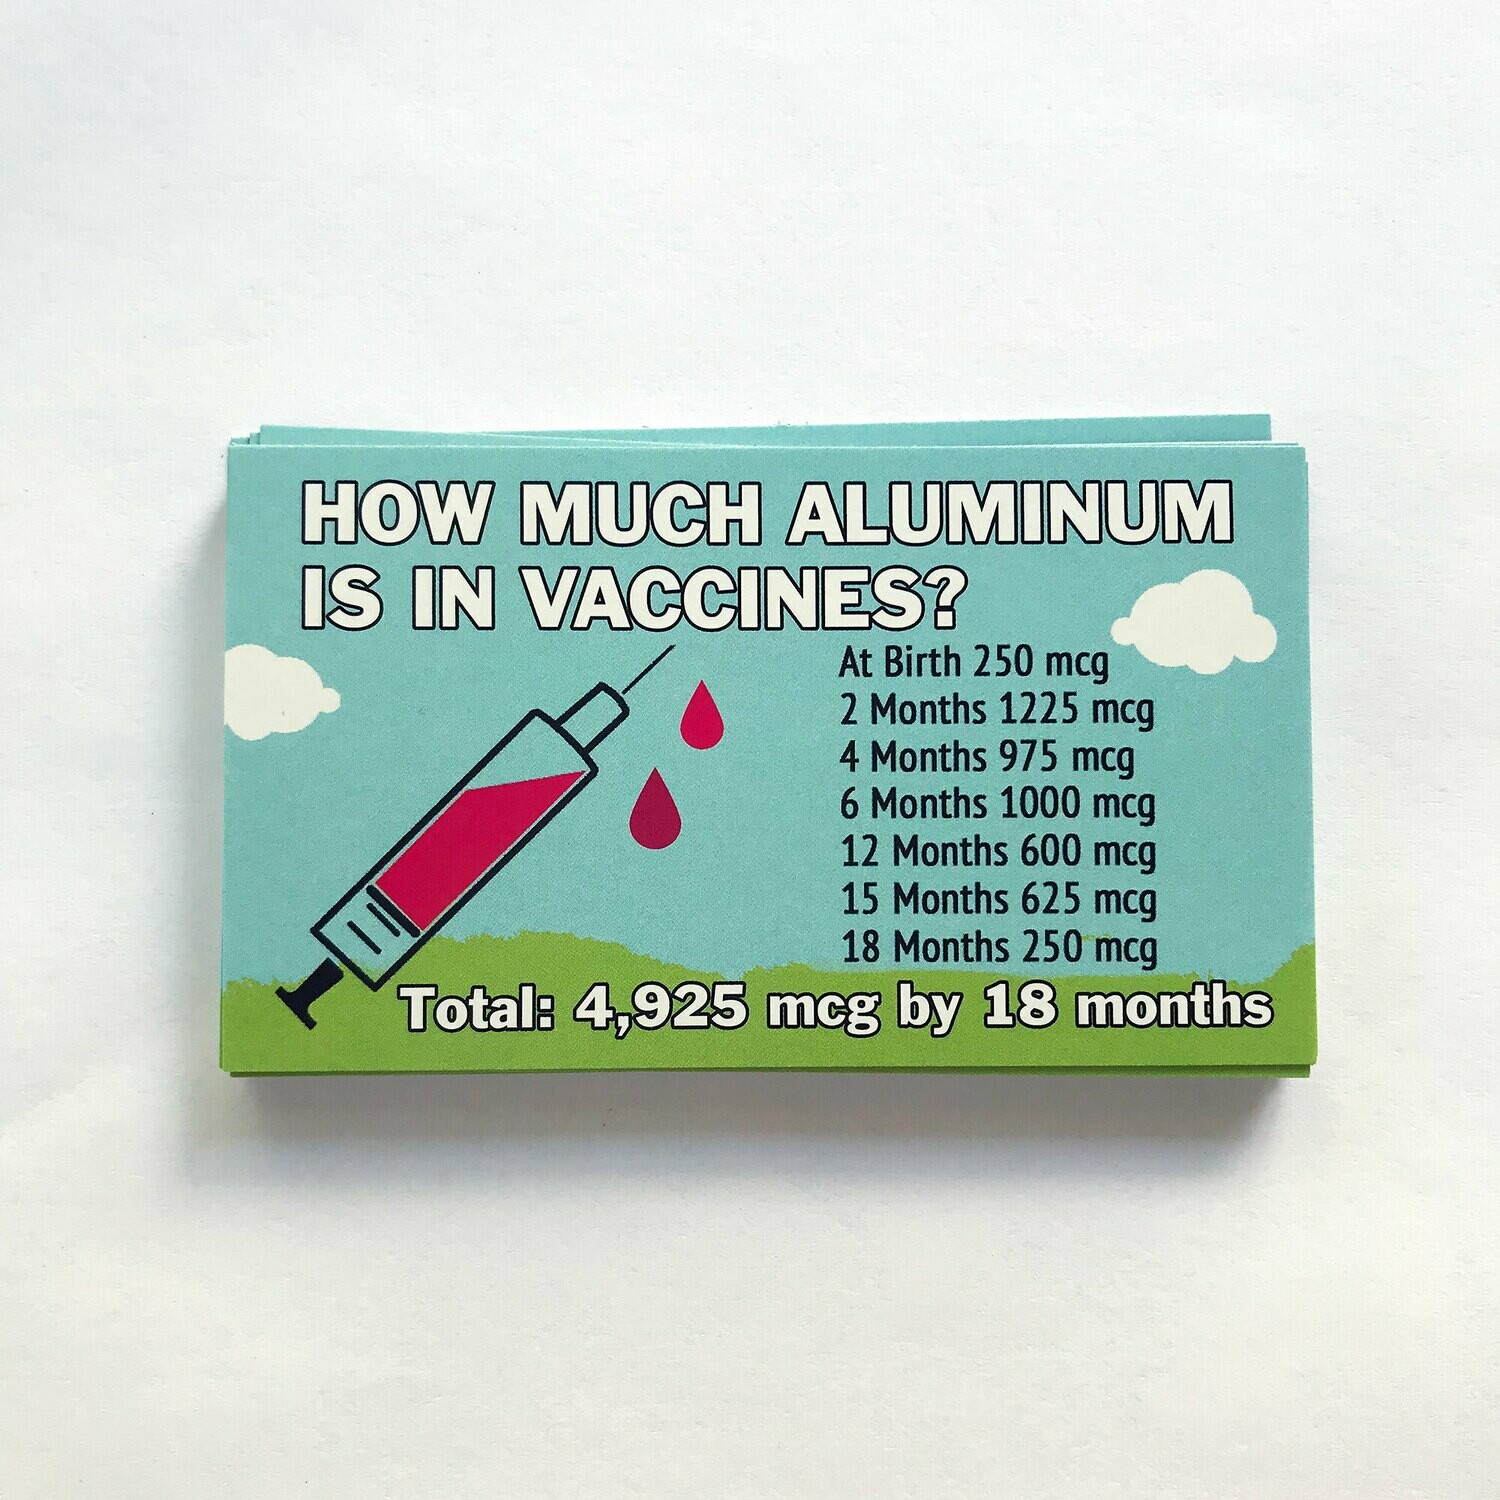 HOW MUCH ALUMINUM
IS IN VACCINES?
At Birth 250 mcg
2 Months 1225 mcg
4 Months 975 mcg
6 Months 1000 mcg
12 Months 600 mcg
15 Months 625 mcg
18 Months 250 mcg
Total: 4,925 mcg by 18 months